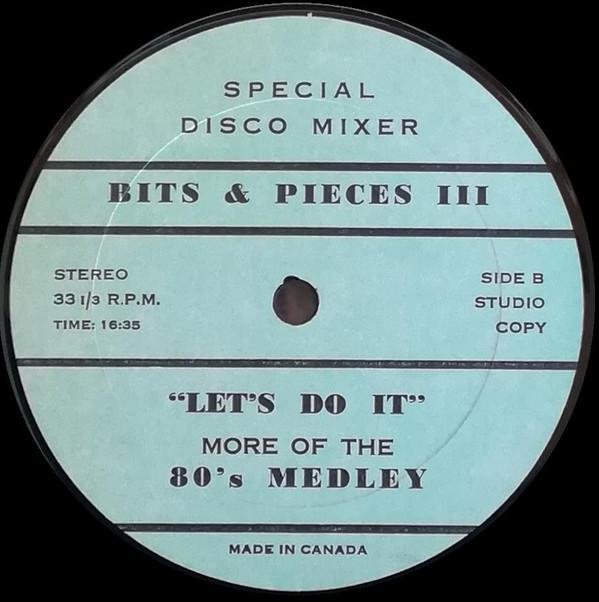 SPECIAL
DISCO MIXER
BITS & PIECES III
STEREO
33 1/3 R.P.M.
TIME: 16:35
SIDE B
STUDIO
COPY
“LET'S DO IT”
MORE OF THE
80's MEDLEY
MADE IN CANADA